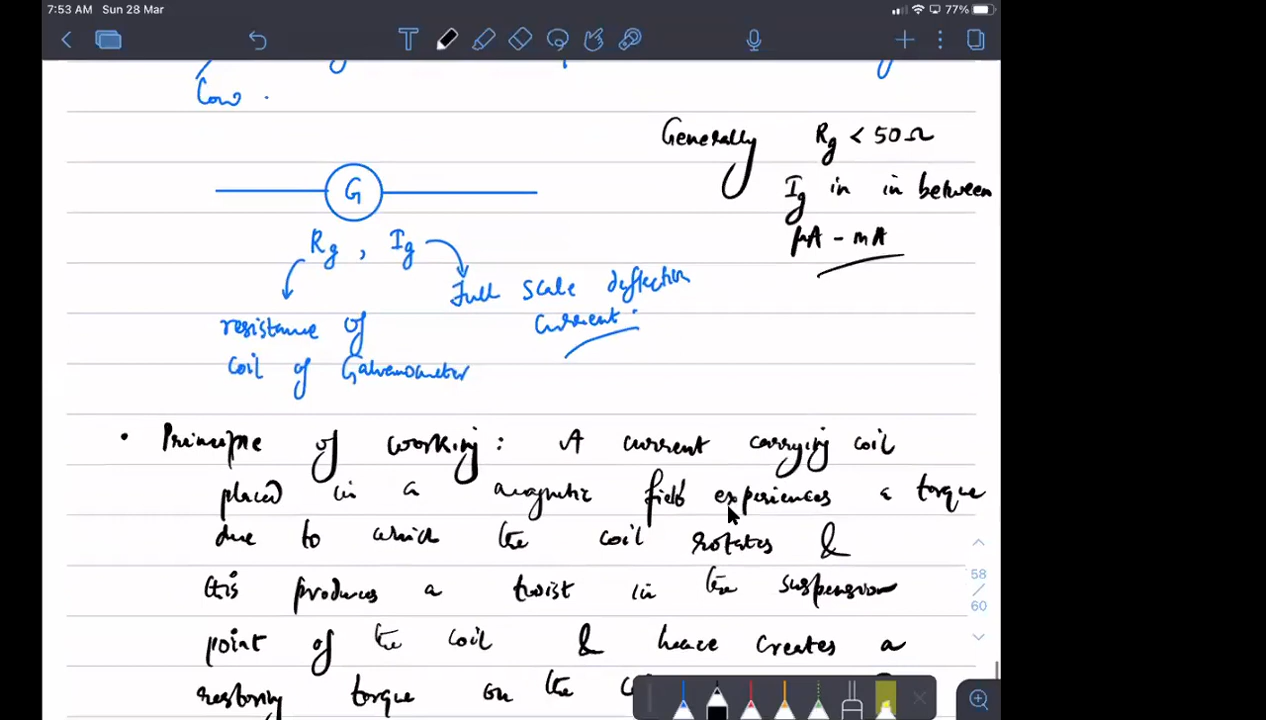 7:53 AM Sun 28 Mar
77%
T
Low .
Generally Rg < 50Ω
Ig in in between
μA - mA
G
Rg , Ig
Full scale deflection
current.
resistance of
coil of Galvanometer
• Principle of working : A current carrying coil
placed in a magnetic field experiences a torque
due to which the coil rotates &
this produces a twist in the suspension
point of the coil & hence creates a
restoring torque on the
58
/
60